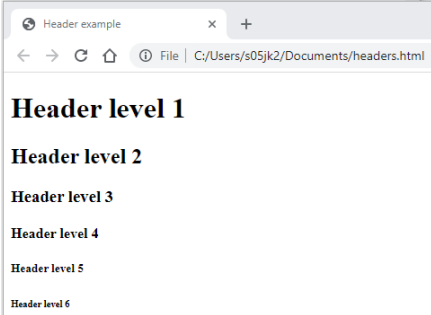 Header example
File | C:/Users/s05jk2/Documents/headers.html
Header level 1
Header level 2
Header level 3
Header level 4
Header level 5
Header level 6